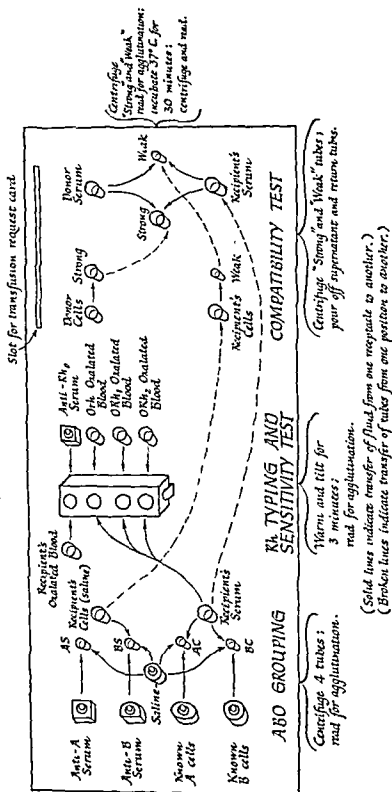 Slot for transfusion request card
Anti-A
Serum
Anti-B
Serum
Known
A cells
Known
B cells
AS
BS
Saline
AC
BC
Recipient's
Cells (saline)
Recipient's
Serum
Recipient's
Oxalated Blood
Anti-Rh₀
Serum
Orh Oxalated
Blood
ORh₁ Oxalated
Blood
ORh₂ Oxalated
Blood
Donor
Cells
Strong
Donor
Serum
Strong
Weak
Recipient's
Cells
Weak
Recipient's
Serum
ABO GROUPING
Rh TYPING AND
SENSITIVITY TEST
COMPATIBILITY TEST
Centrifuge 4 tubes;
read for agglutination.
Warm and tilt for
3 minutes;
read for agglutination.
Centrifuge "Strong" and "Weak" tubes;
pour off supernatant and return tubes.
Centrifuge
"Strong" and "Weak"
read for agglutination;
incubate 37°C for
30 minutes;
centrifuge and read.
(Solid lines indicate transfer of fluid from one receptacle to another.)
(Broken lines indicate transfer of tubes from one position to another.)